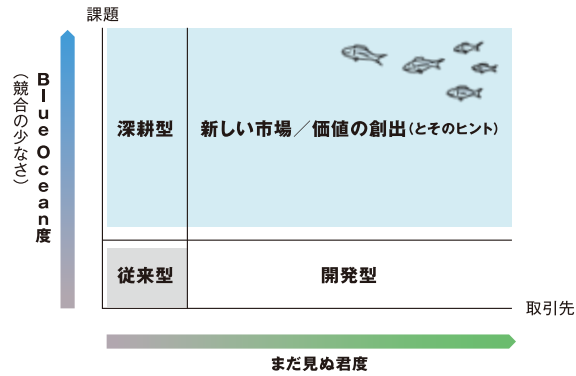 課題
Blue Ocean度
(競合の少なさ)
深耕型
新しい市場／価値の創出(とそのヒント)
従来型
開発型
取引先
まだ見ぬ君度